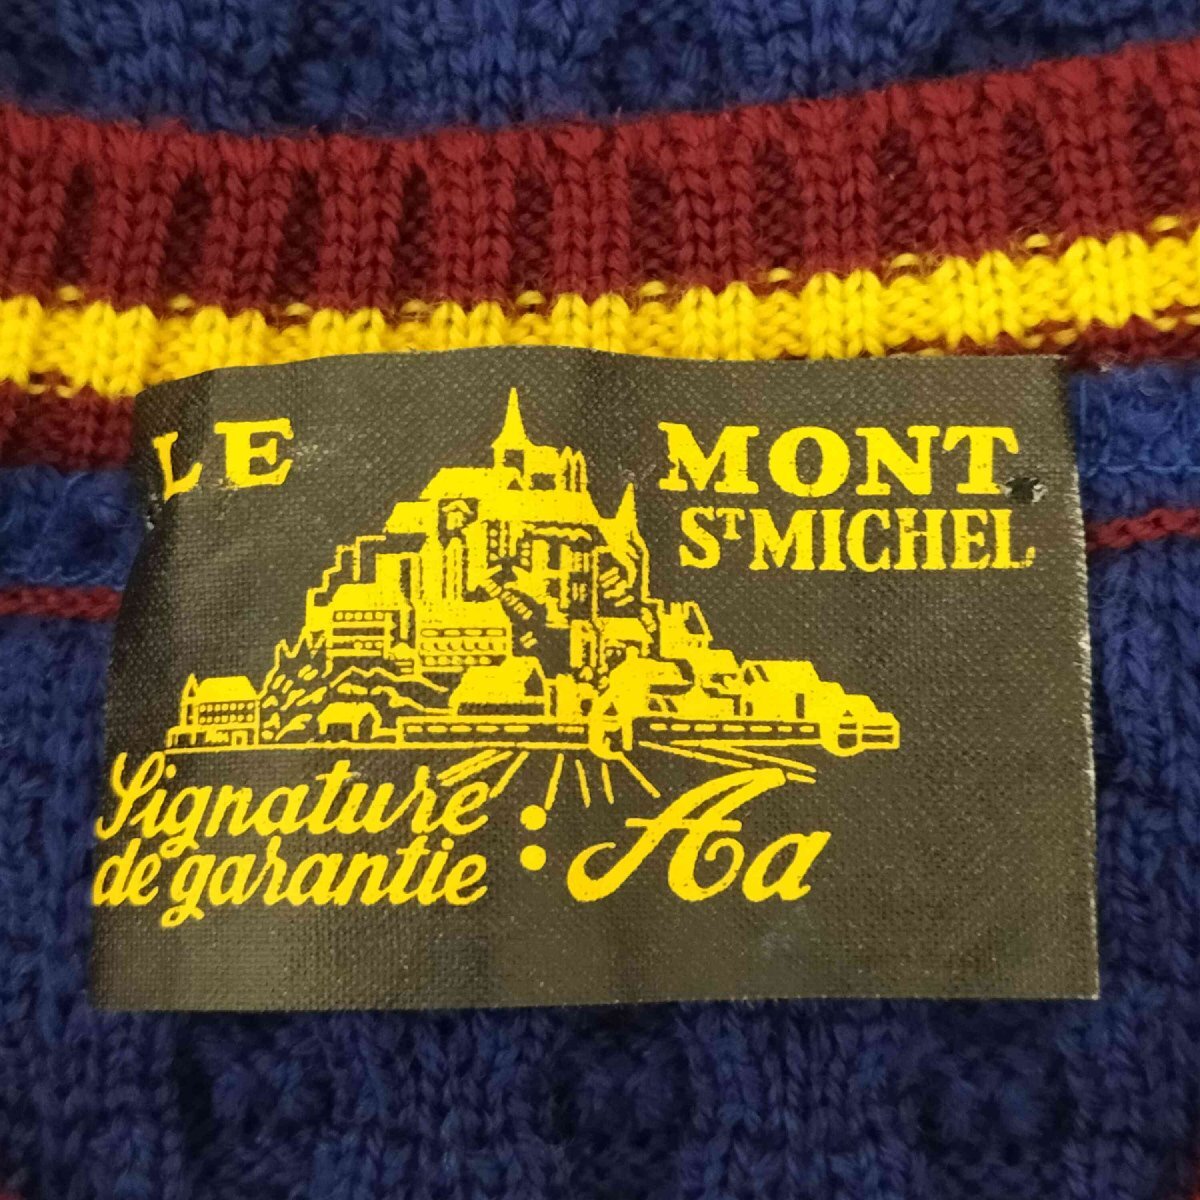 LE MONT
ST MICHEL
Signature
de garantie : Aa